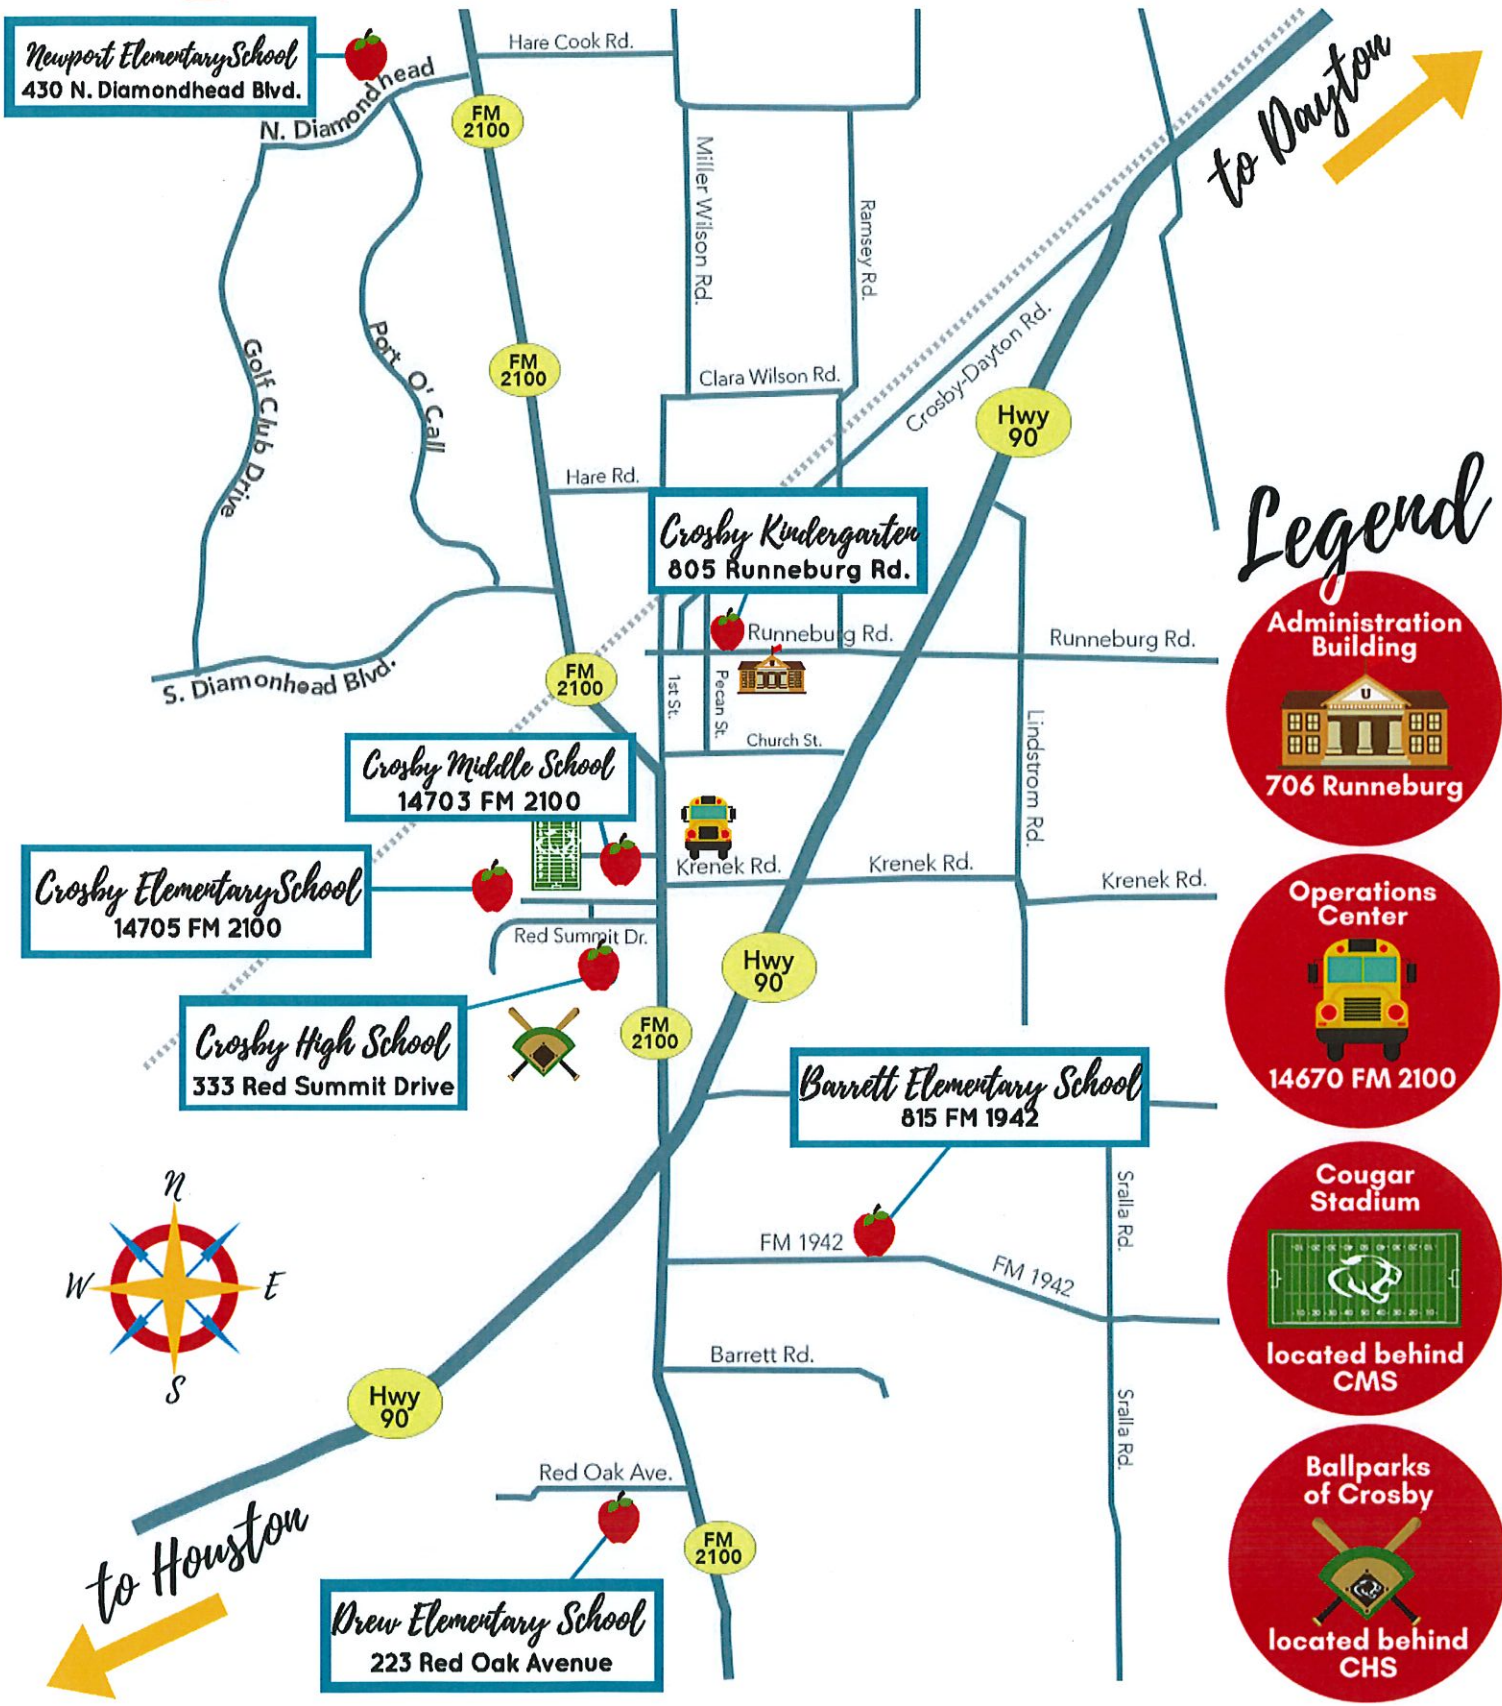 Newport Elementary School
430 N. Diamondhead Blvd.
N. Diamondhead
Hare Cook Rd.
FM
2100
to Dayton
Miller Wilson Rd.
Ramsey Rd.
Golf Club Drive
Port O' Call
FM
2100
Clara Wilson Rd.
Crosby-Dayton Rd.
Hwy
90
Hare Rd.
Crosby Kindergarten
805 Runneburg Rd.
Runneburg Rd.
Runneburg Rd.
S. Diamonhead Blvd.
FM
2100
1st St.
Pecan St.
Church St.
Lindstrom Rd.
Crosby Middle School
14703 FM 2100
Krenek Rd.
Krenek Rd.
Krenek Rd.
Crosby Elementary School
14705 FM 2100
Red Summit Dr.
Hwy
90
Crosby High School
333 Red Summit Drive
FM
2100
Barrett Elementary School
815 FM 1942
FM 1942
FM 1942
Sralla Rd.
Sralla Rd.
Barrett Rd.
N
W
E
S
Hwy
90
to Houston
Red Oak Ave.
FM
2100
Drew Elementary School
223 Red Oak Avenue
Legend
Administration
Building
U
706 Runneburg
Operations
Center
14670 FM 2100
Cougar
Stadium
located behind
CMS
Ballparks
of Crosby
located behind
CHS